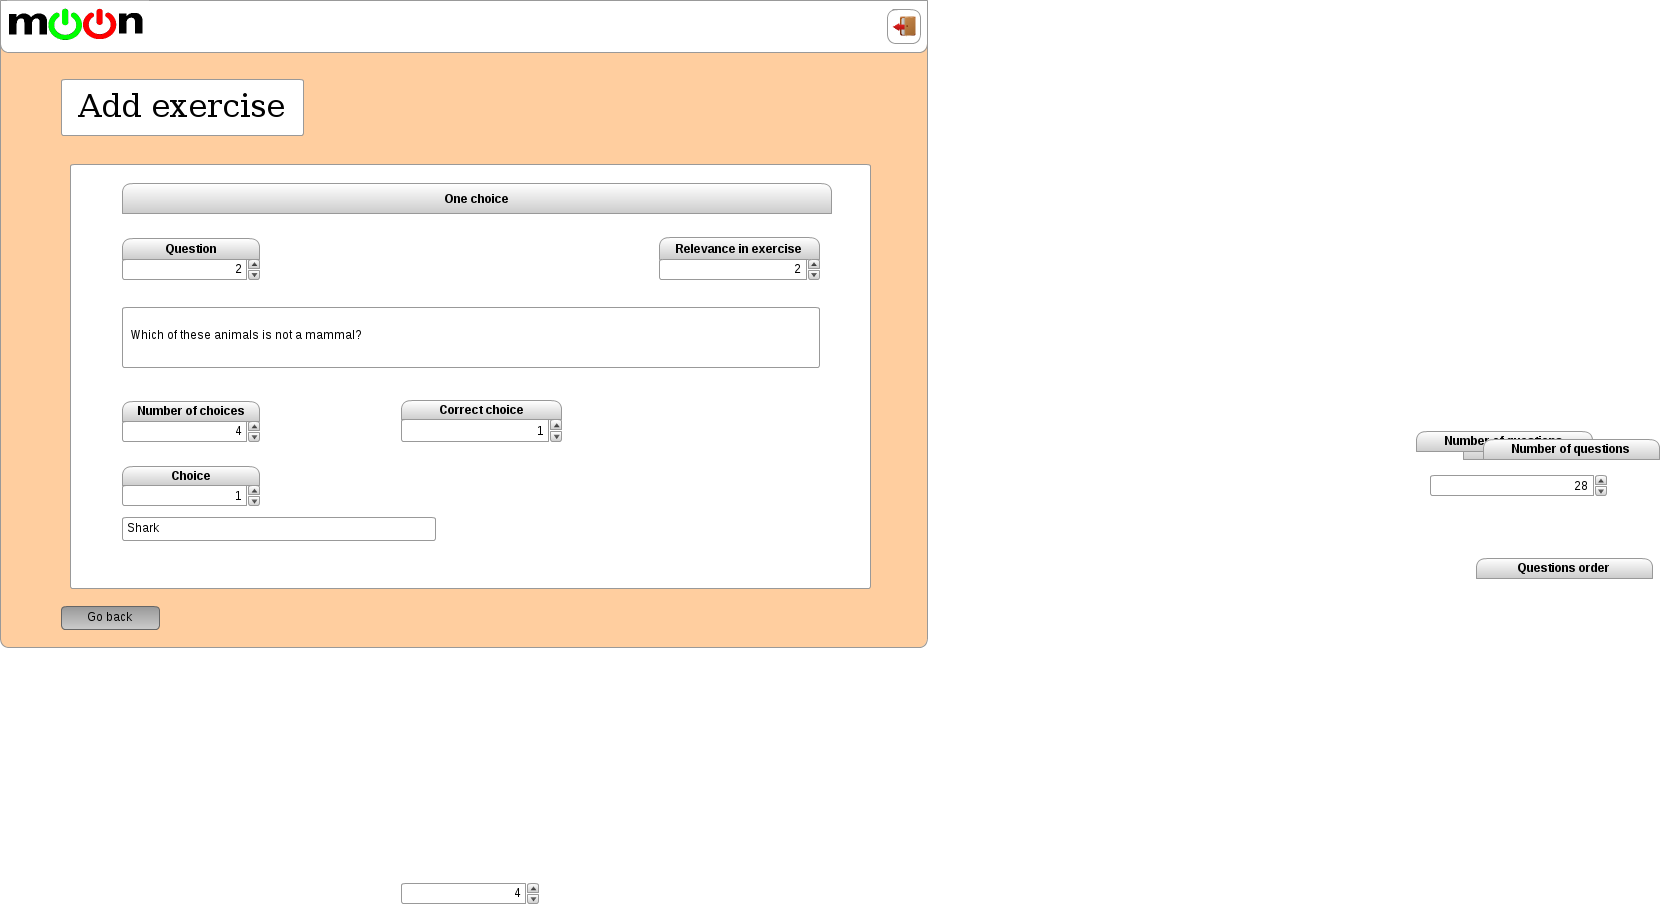 moon
Add exercise
One choice
Question
Relevance in exercise
2
2
Which of these animals is not a mammal?
Number of choices
Correct choice
4
1
Choice
1
Shark
Go back
Number of questions
Number of questions
28
Questions order
4